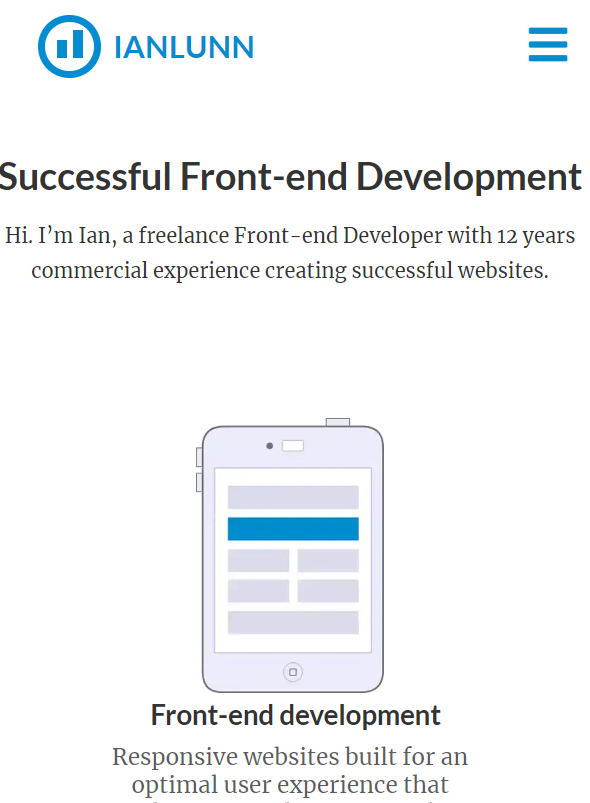 IANLUNN
Successful Front-end Development
Hi. I’m Ian, a freelance Front-end Developer with 12 years
commercial experience creating successful websites.
Front-end development
Responsive websites built for an
optimal user experience that